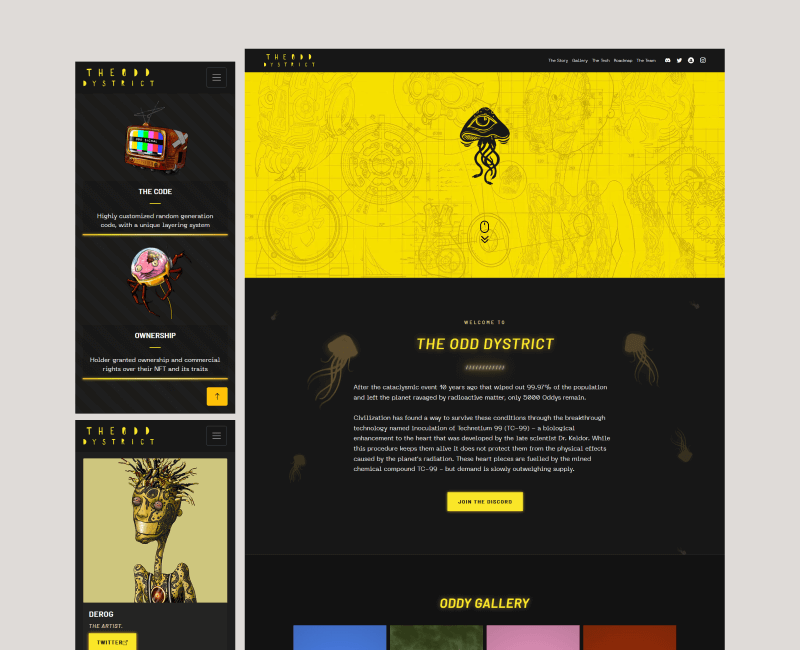 THE ODD
DYSTRICT
THE CODE
Highly customized random generation
code, with a unique layering system
OWNERSHIP
Holder granted ownership and commercial
rights over their NFT and its traits
THE ODD
DYSTRICT
DEROG
THE ARTIST.
TWITTER
THE ODD
DYSTRICT
The Story Gallery The Tech Roadmap The Team
WELCOME TO
THE ODD DYSTRICT
After the cataclysmic event 10 years ago that wiped out 99.97% of the population
and left the planet ravaged by radioactive matter, only 5000 Oddys remain.
Civilization has found a way to survive these conditions through the breakthrough
technology named inoculation of Technetium 99 (TC-99) – a biological
enhancement to the heart that was developed by the late scientist Dr. Keldor. While
this procedure keeps them alive it does not protect them from the physical effects
caused by the planet's radiation. These heart pieces are fuelled by the mined
chemical compound TC-99 – but demand is slowly outweighing supply.
JOIN THE DISCORD
ODDY GALLERY